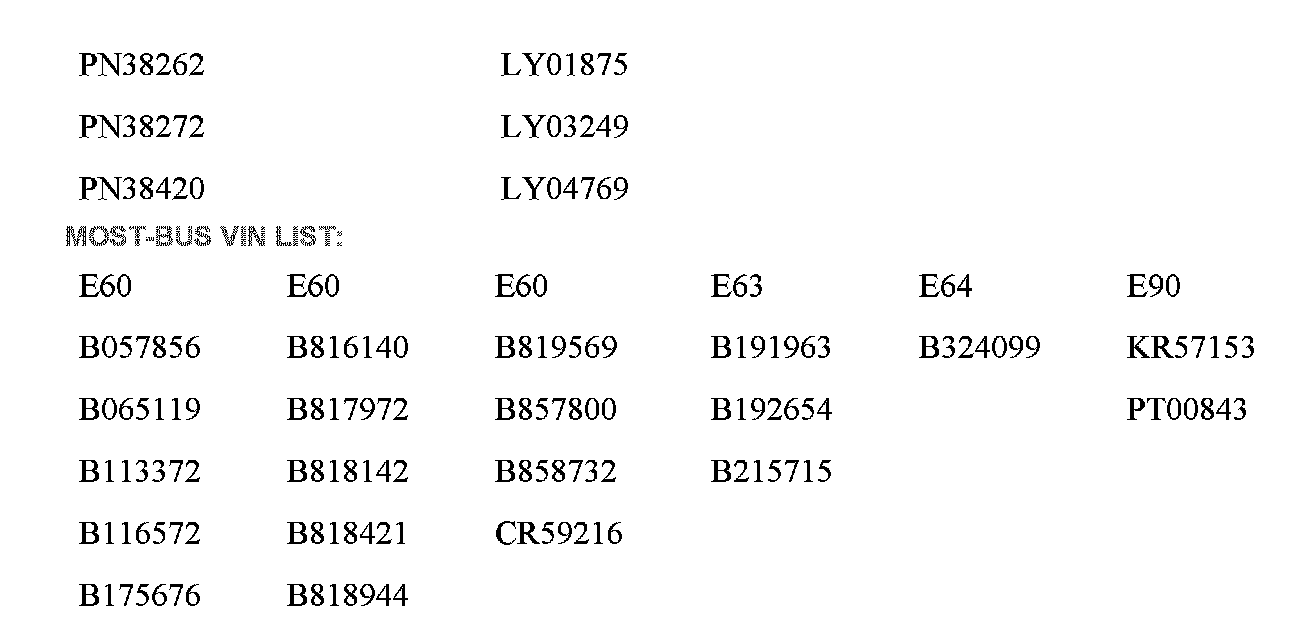 PN38262 LY01875
PN38272 LY03249
PN38420 LY04769
MOST-BUS VIN LIST:
E60 E60 E60 E63 E64 E90
B057856 B816140 B819569 B191963 B324099 KR57153
B065119 B817972 B857800 B192654 PT00843
B113372 B818142 B858732 B215715
B116572 B818421 CR59216
B175676 B818944